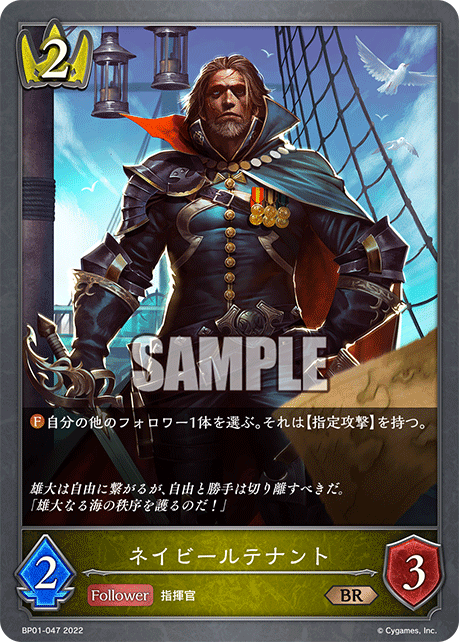 2
SAMPLE
F 自分の他のフォロワー1体を選ぶ。それは【指定攻撃】を持つ。
雄大は自由に繋がるが、自由と勝手は切り離すべきだ。
「雄大なる海の秩序を護るのだ！」
ネイビールテナント
2
Follower 指揮官
BR
3
BP01-047 2022
© Cygames, Inc.